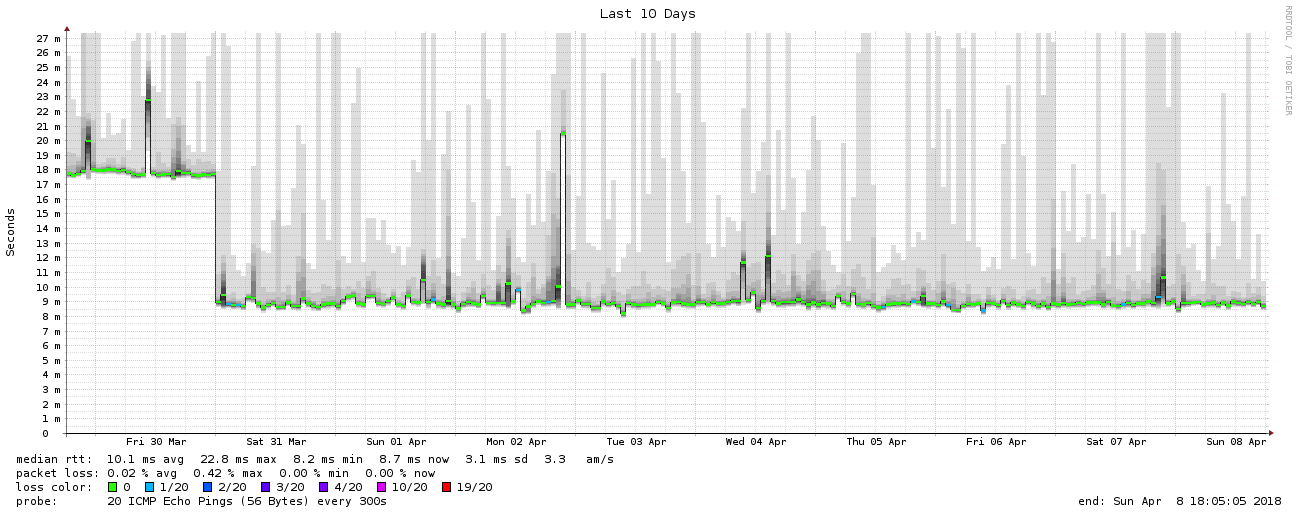 Last 10 Days
RRDTOOL / TOBI OETIKER
Seconds
27 m
26 m
25 m
24 m
23 m
22 m
21 m
20 m
19 m
18 m
17 m
16 m
15 m
14 m
13 m
12 m
11 m
10 m
9 m
8 m
7 m
6 m
5 m
4 m
3 m
2 m
1 m
0
Fri 30 Mar Sat 31 Mar Sun 01 Apr Mon 02 Apr Tue 03 Apr Wed 04 Apr Thu 05 Apr Fri 06 Apr Sat 07 Apr Sun 08 Apr
median rtt: 10.1 ms avg 22.8 ms max 8.2 ms min 8.7 ms now 3.1 ms sd 3.3 am/s
packet loss: 0.02 % avg 0.42 % max 0.00 % min 0.00 % now
loss color: 0 1/20 2/20 3/20 4/20 10/20 19/20
probe: 20 ICMP Echo Pings (56 Bytes) every 300s end: Sun Apr 8 18:05:05 2018